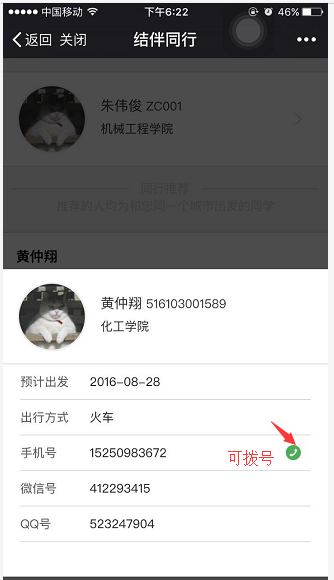 中国移动 下午6:22 46%
返回 关闭 结伴同行
朱伟俊 ZC001
机械工程学院
同行推荐
推荐的人均为和您同一个城市出发的同学
黄仲翔
黄仲翔 516103001589
化工学院
预计出发 2016-08-28
出行方式 火车
手机号 15250983672 可拨号
微信号 412293415
QQ号 523247904